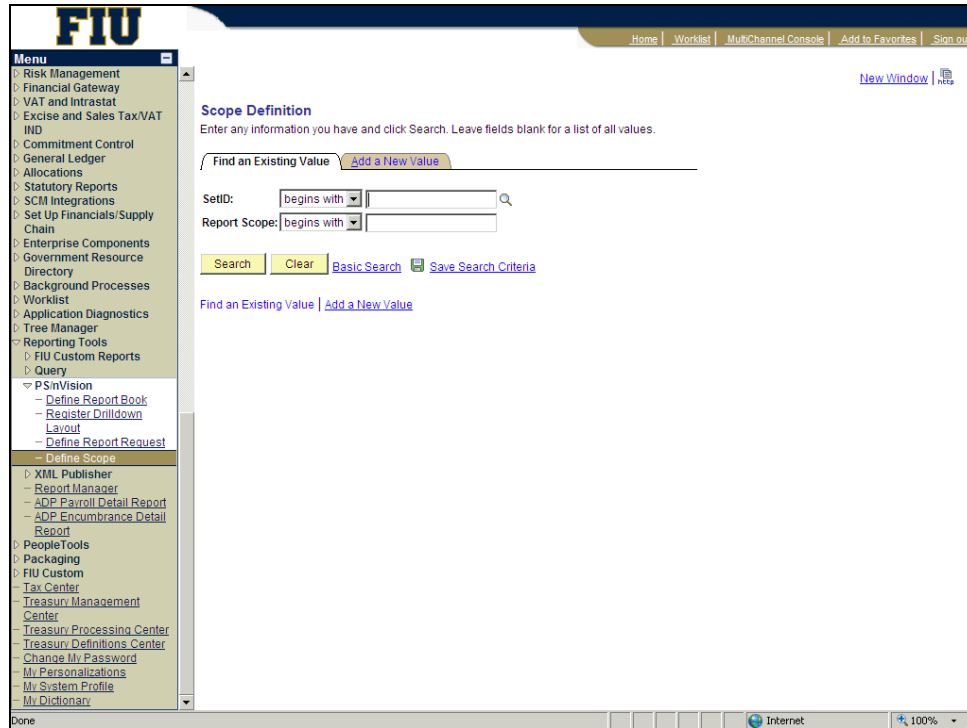 FIU
Home | Worklist | MultiChannel Console | Add to Favorites | Sign ou
Menu
Risk Management
Financial Gateway
VAT and Intrastat
Excise and Sales Tax/VAT
IND
Commitment Control
General Ledger
Allocations
Statutory Reports
SCM Integrations
Set Up Financials/Supply
Chain
Enterprise Components
Government Resource
Directory
Background Processes
Worklist
Application Diagnostics
Tree Manager
Reporting Tools
FIU Custom Reports
Query
PS/nVision
Define Report Book
Register Drilldown
Layout
Define Report Request
Define Scope
XML Publisher
Report Manager
ADP Payroll Detail Report
ADP Encumbrance Detail
Report
PeopleTools
Packaging
FIU Custom
Tax Center
Treasury Management
Center
Treasury Processing Center
Treasury Definitions Center
Change My Password
My Personalizations
My System Profile
My Dictionary
New Window | http
Scope Definition
Enter any information you have and click Search. Leave fields blank for a list of all values.
Find an Existing Value Add a New Value
SetID: begins with
Report Scope: begins with
Search Clear Basic Search Save Search Criteria
Find an Existing Value | Add a New Value
Done Internet 100%